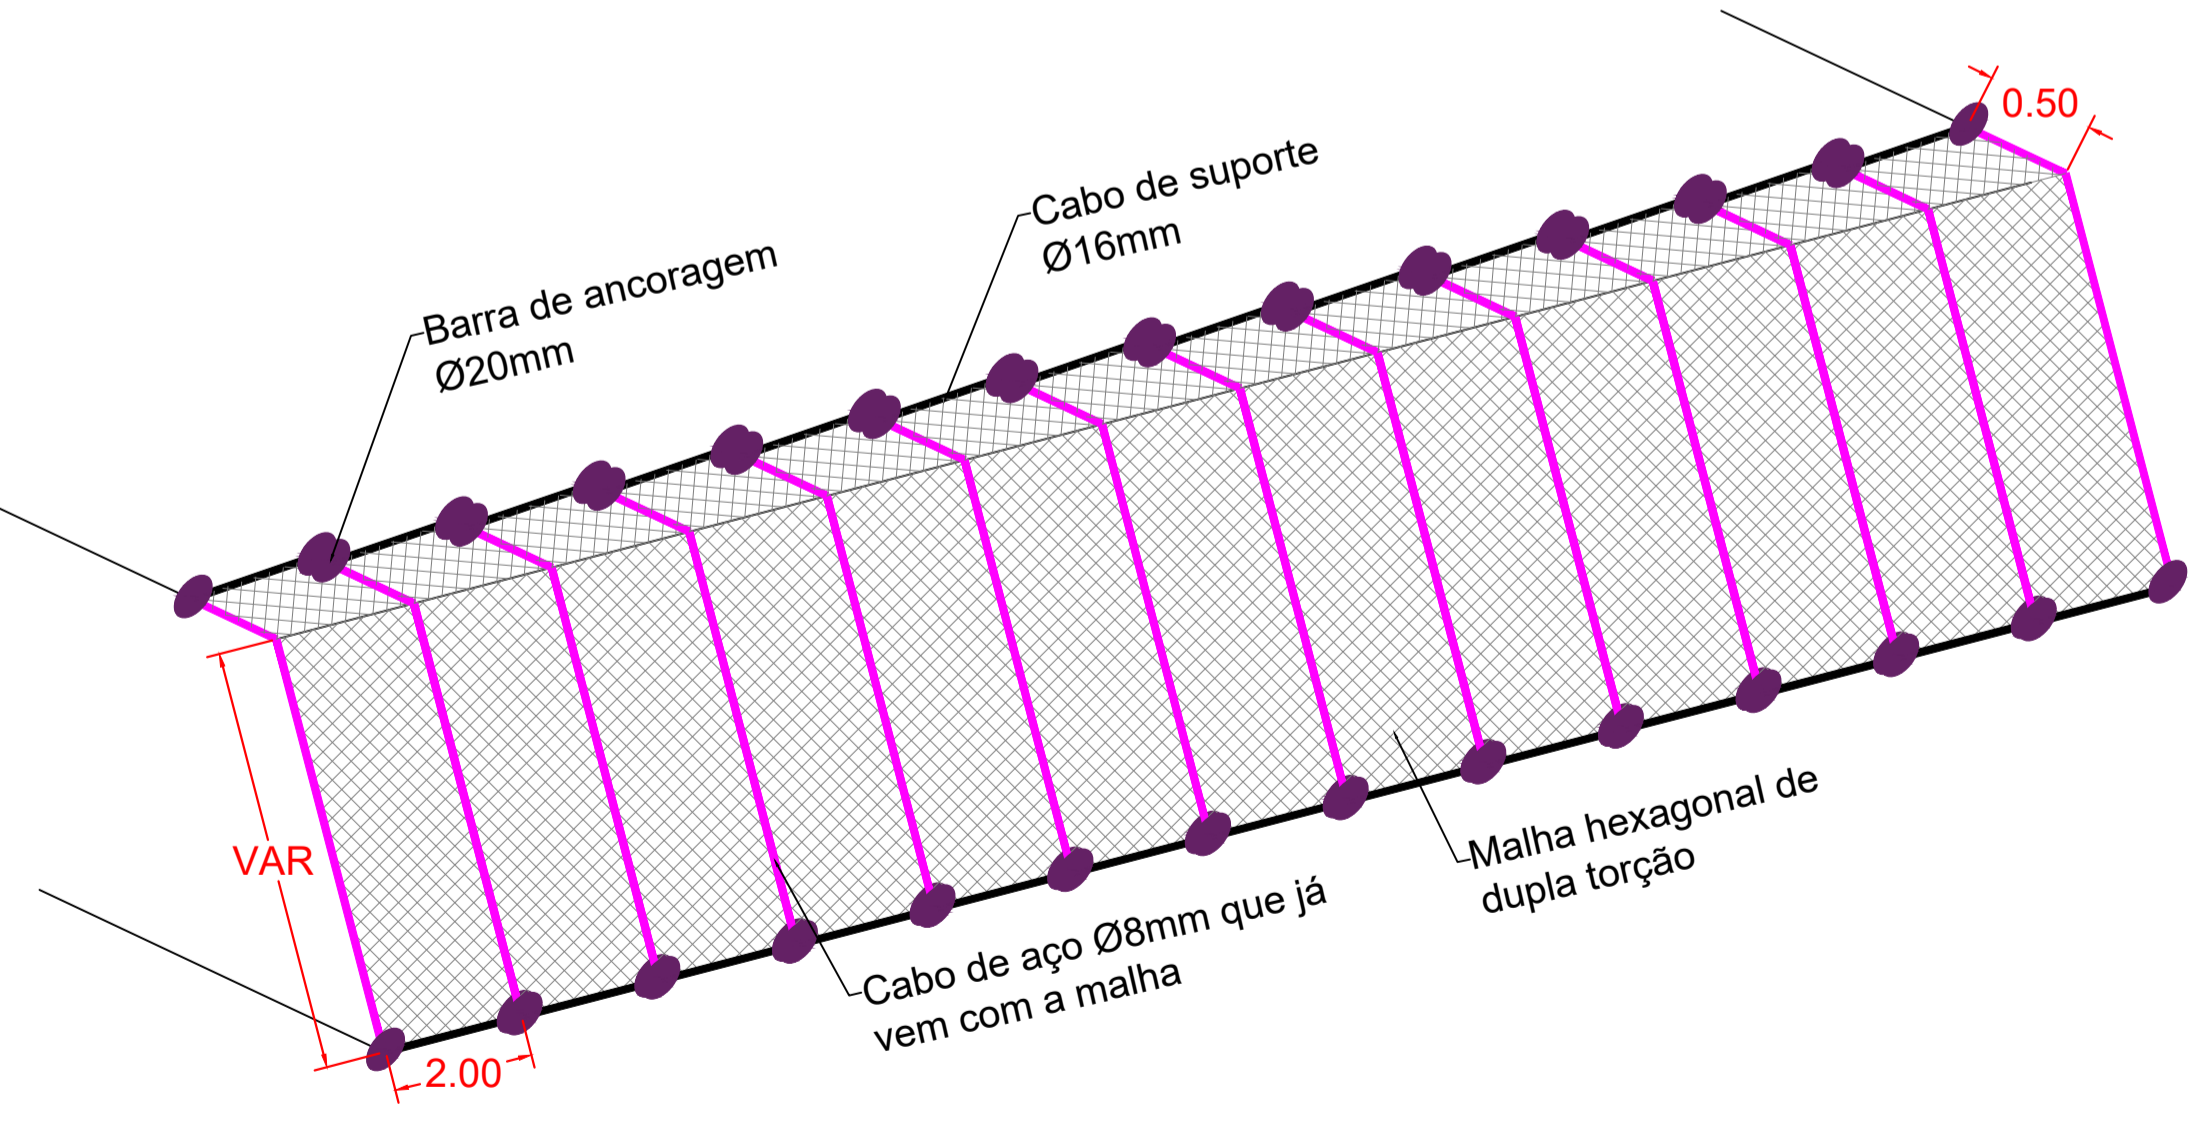 0.50
Cabo de suporte
Ø16mm
Barra de ancoragem
Ø20mm
VAR
Malha hexagonal de
dupla torção
Cabo de aço Ø8mm que já
vem com a malha
2.00